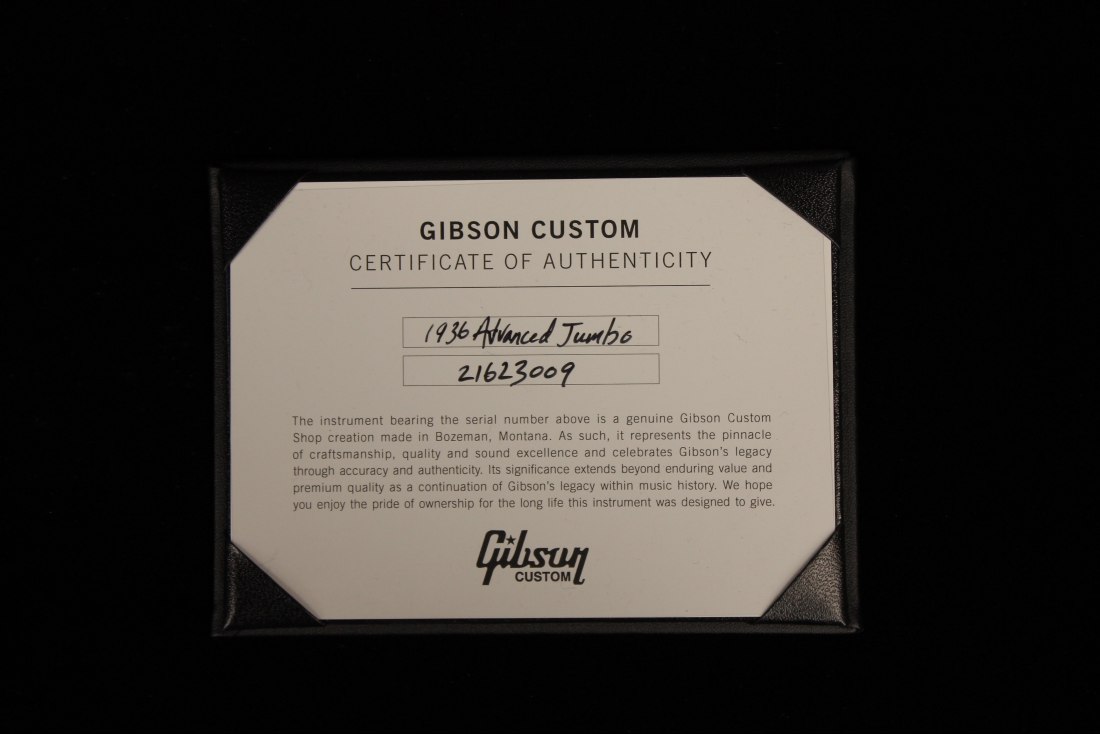 GIBSON CUSTOM
CERTIFICATE OF AUTHENTICITY
1936 Advanced Jumbo
21623009
The instrument bearing the serial number above is a genuine Gibson Custom
Shop creation made in Bozeman, Montana. As such, it represents the pinnacle
of craftsmanship, quality and sound excellence and celebrates Gibson's legacy
through accuracy and authenticity. Its significance extends beyond enduring value and
premium quality as a continuation of Gibson's legacy within music history. We hope
you enjoy the pride of ownership for the long life this instrument was designed to give.
Gibson
CUSTOM